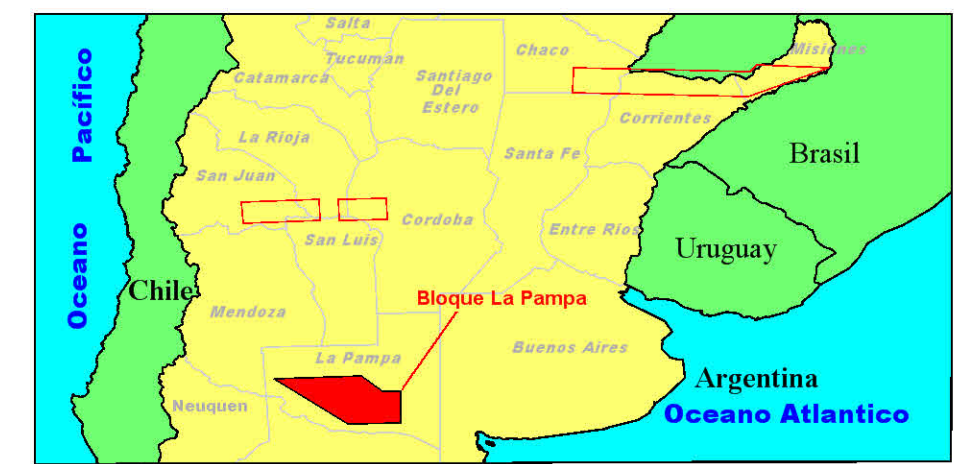 Salta
Tucuman
Catamarca
Santiago
Del
Estero
Chaco
Misiones
Corrientes
Pacífico
La Rioja
Santa Fe
Brasil
San Juan
Oceano
San Luis
Cordoba
Entre Rios
Uruguay
Chile
Bloque La Pampa
Mendoza
La Pampa
Buenos Aires
Argentina
Neuquen
Oceano Atlantico